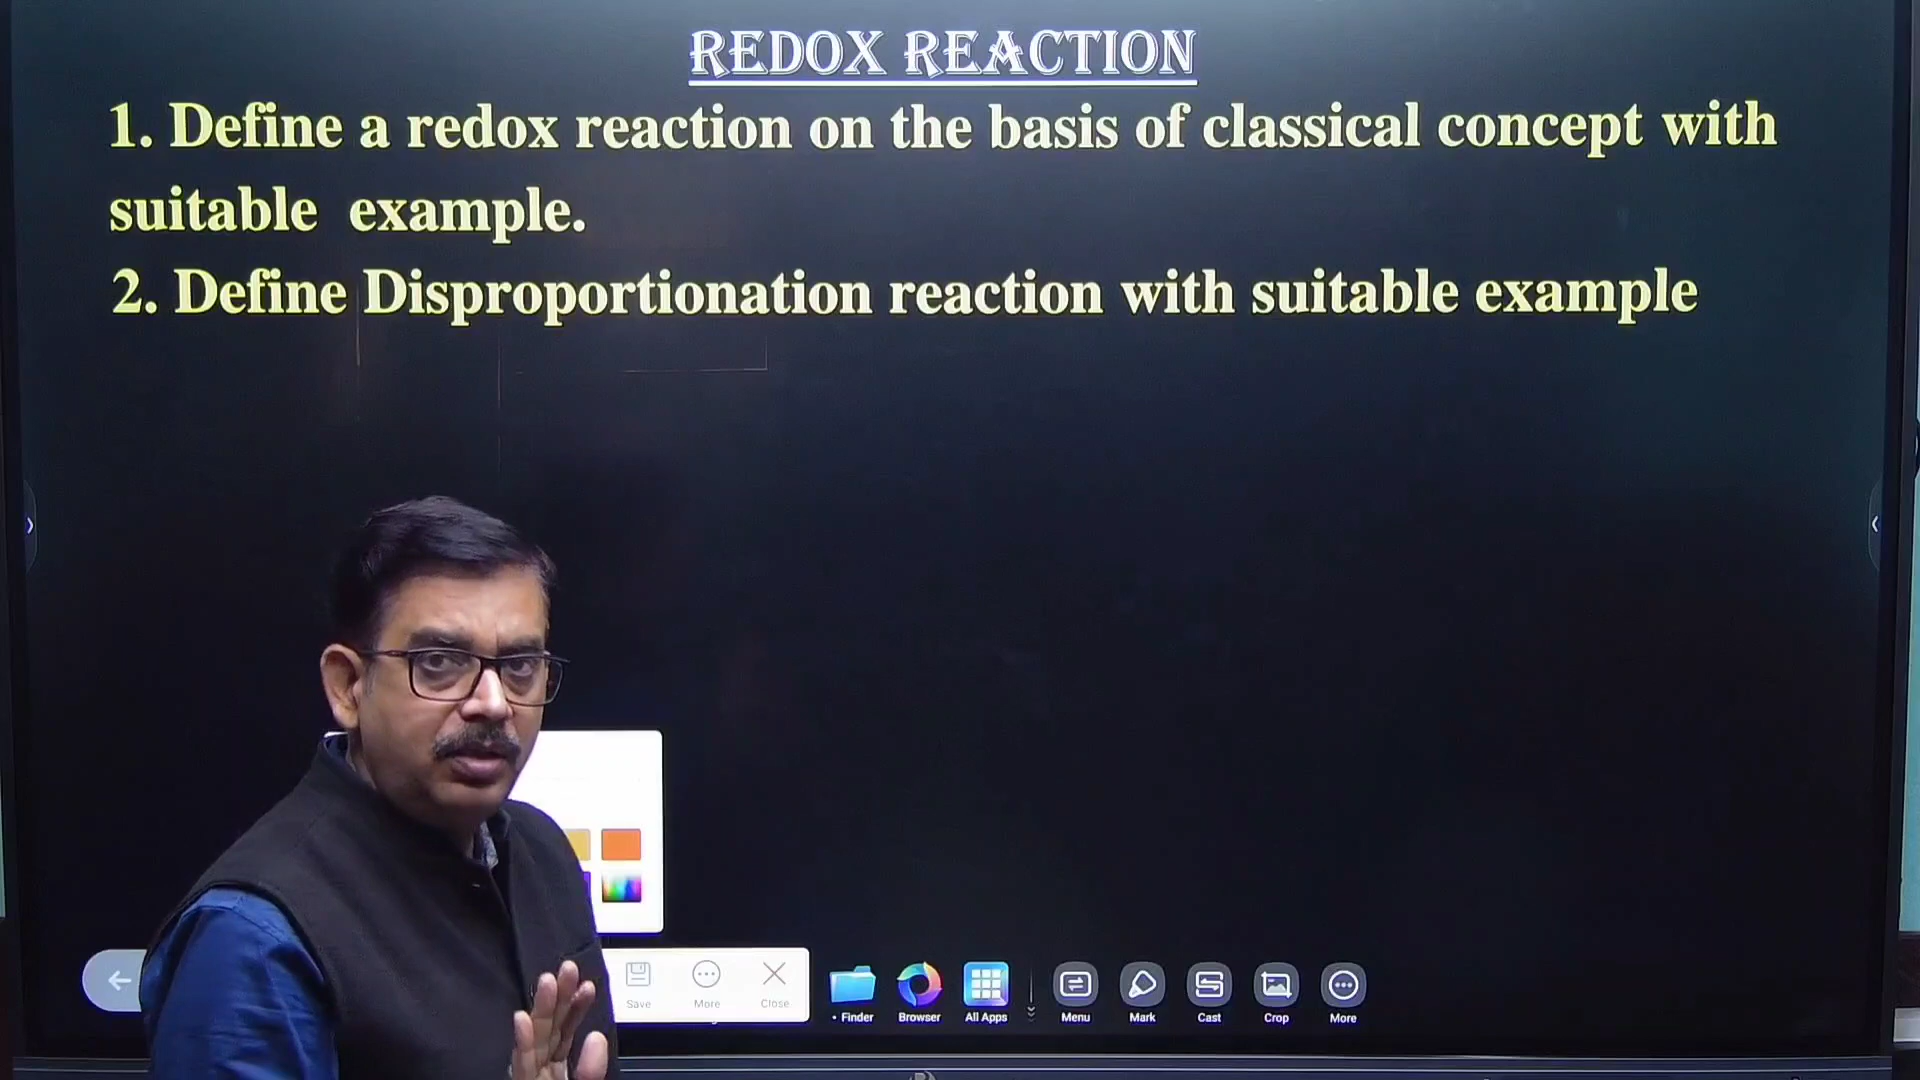 REDOX REACTION
1. Define a redox reaction on the basis of classical concept with
suitable example.
2. Define Disproportionation reaction with suitable example
Save
More
Close
Finder
Browser
All Apps
Menu
Mark
Cast
Crop
More